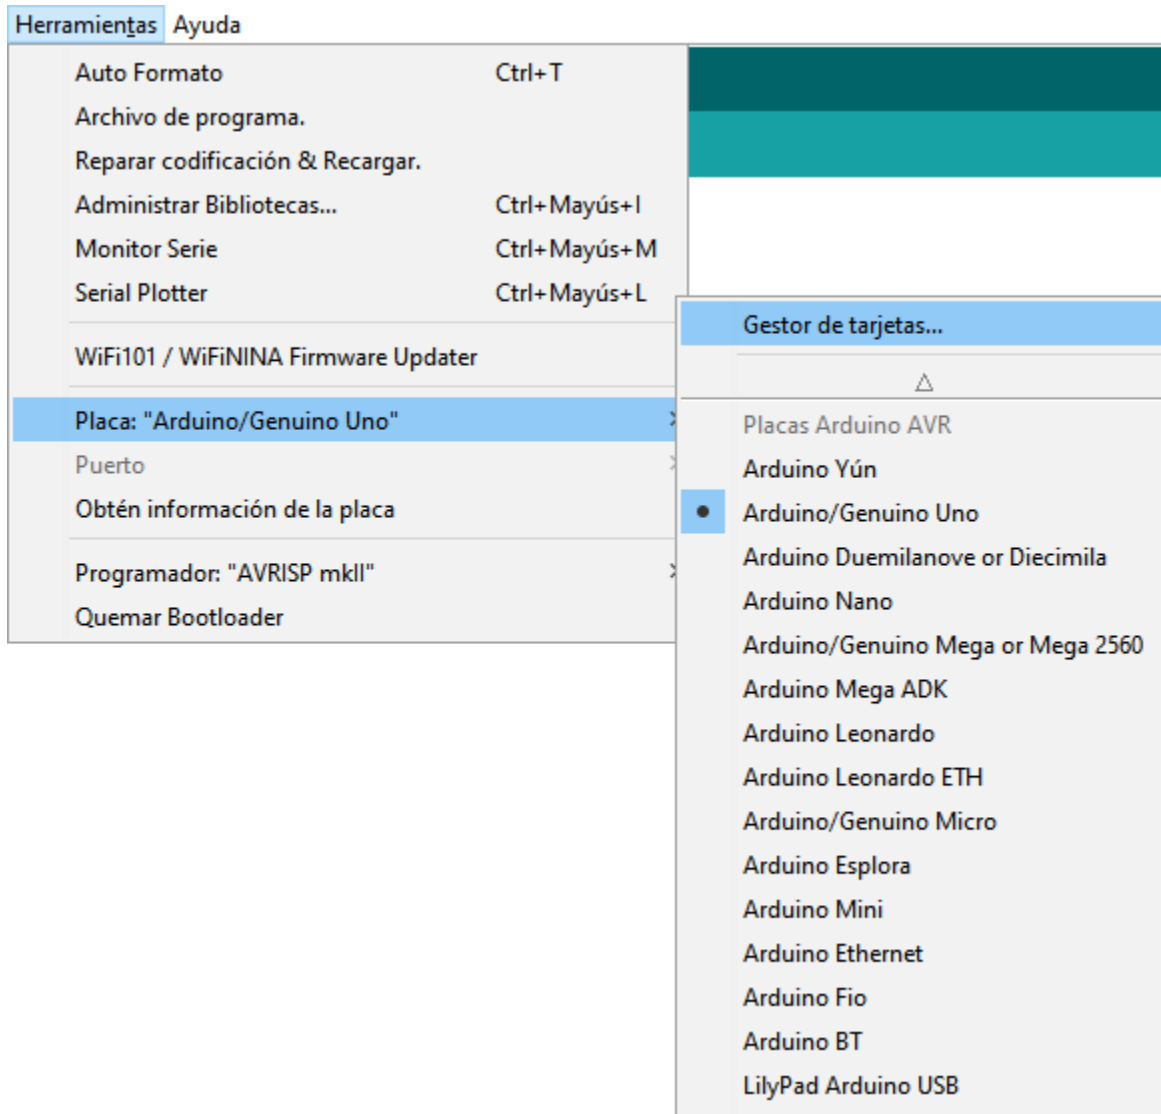 Herramientas Ayuda
Auto Formato Ctrl+T
Archivo de programa.
Reparar codificación & Recargar.
Administrar Bibliotecas... Ctrl+Mayús+I
Monitor Serie Ctrl+Mayús+M
Serial Plotter Ctrl+Mayús+L
WiFi101 / WiFiNINA Firmware Updater
Placa: "Arduino/Genuino Uno"
Puerto
Obtén información de la placa
Programador: "AVRISP mkII"
Quemar Bootloader
Gestor de tarjetas...
Placas Arduino AVR
Arduino Yún
Arduino/Genuino Uno
Arduino Duemilanove or Diecimila
Arduino Nano
Arduino/Genuino Mega or Mega 2560
Arduino Mega ADK
Arduino Leonardo
Arduino Leonardo ETH
Arduino/Genuino Micro
Arduino Esplora
Arduino Mini
Arduino Ethernet
Arduino Fio
Arduino BT
LilyPad Arduino USB